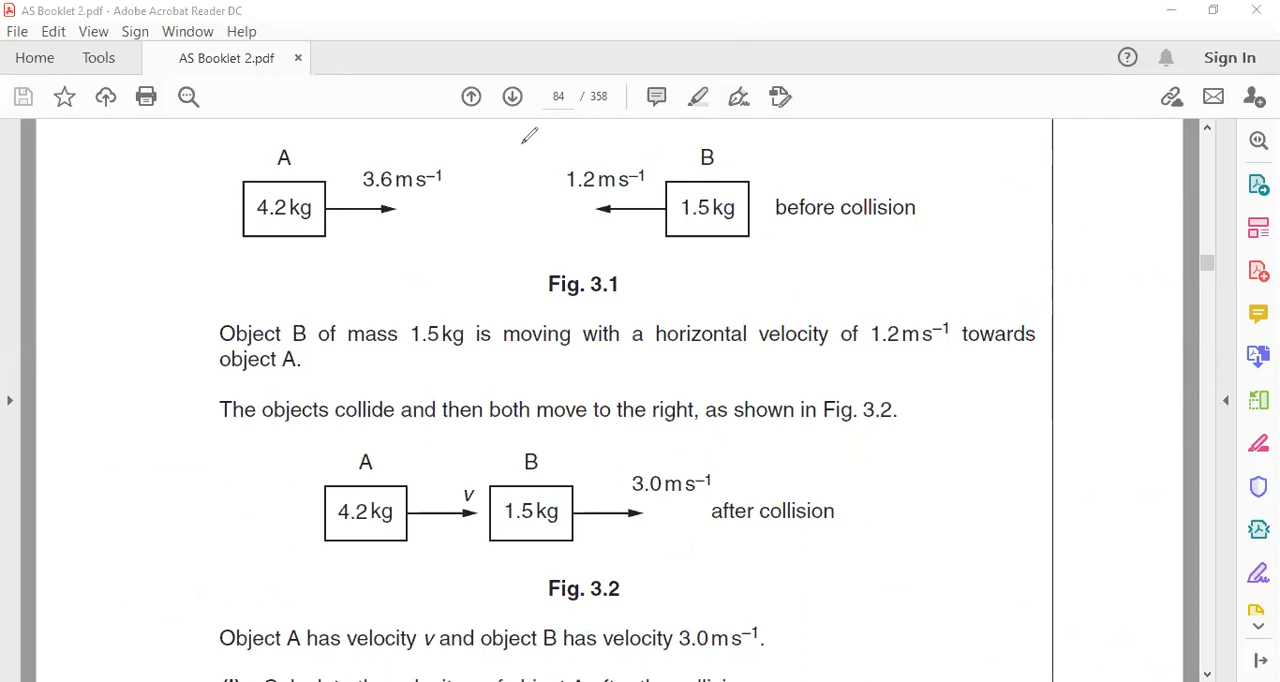 AS Booklet 2.pdf - Adobe Acrobat Reader DC
File Edit View Sign Window Help
Home Tools AS Booklet 2.pdf × Sign In
84 / 358
A B
3.6 m s⁻¹ 1.2 m s⁻¹
4.2 kg 1.5 kg before collision
Fig. 3.1
Object B of mass 1.5 kg is moving with a horizontal velocity of 1.2 m s⁻¹ towards
object A.
The objects collide and then both move to the right, as shown in Fig. 3.2.
A B
v 3.0 m s⁻¹
4.2 kg 1.5 kg after collision
Fig. 3.2
Object A has velocity v and object B has velocity 3.0 m s⁻¹.